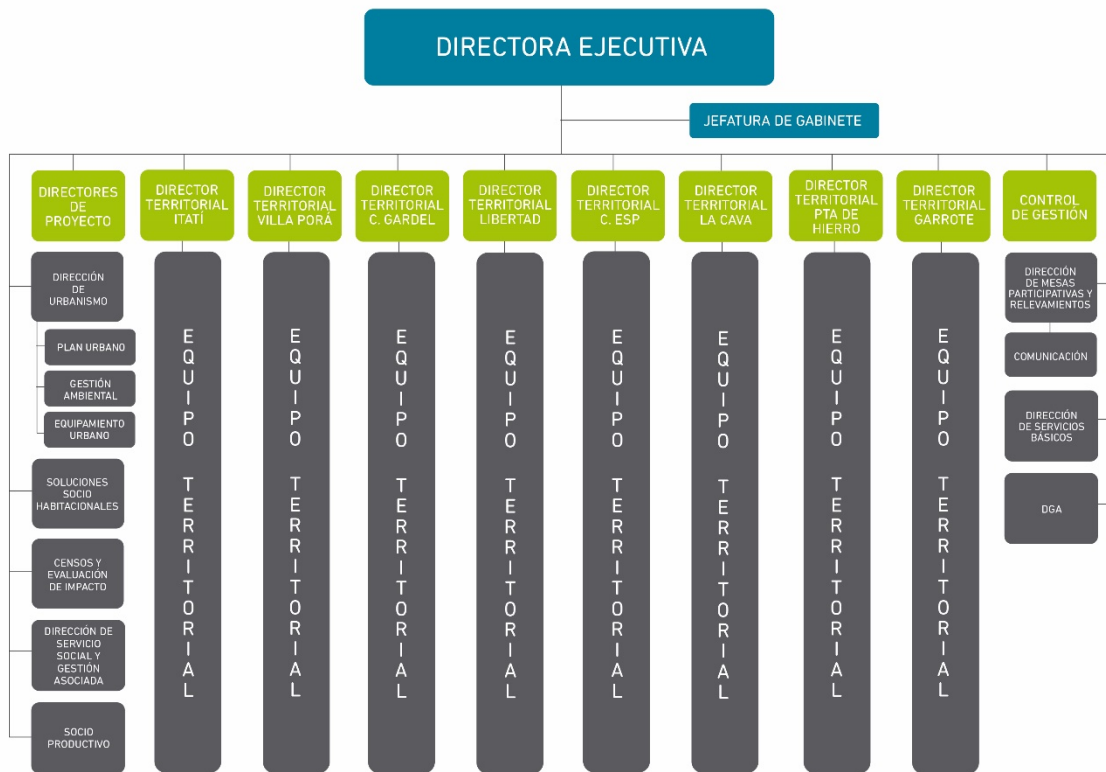 DIRECTORA EJECUTIVA
JEFATURA DE GABINETE
DIRECTORES
DE
PROYECTO
DIRECTOR
TERRITORIAL
ITATÍ
DIRECTOR
TERRITORIAL
VILLA PORÁ
DIRECTOR
TERRITORIAL
C. GARDEL
DIRECTOR
TERRITORIAL
LIBERTAD
DIRECTOR
TERRITORIAL
C. ESP
DIRECTOR
TERRITORIAL
LA CAVA
DIRECTOR
TERRITORIAL
PTA DE
HIERRO
DIRECTOR
TERRITORIAL
GARROTE
CONTROL
DE GESTIÓN
DIRECCIÓN
DE
URBANISMO
PLAN URBANO
GESTIÓN
AMBIENTAL
EQUIPAMIENTO
URBANO
SOLUCIONES
SOCIO
HABITACIONALES
CENSOS Y
EVALUACIÓN
DE IMPACTO
DIRECCIÓN DE
SERVICIO
SOCIAL Y
GESTIÓN
ASOCIADA
SOCIO
PRODUCTIVO
EQUIPO TERRITORIAL
EQUIPO TERRITORIAL
EQUIPO TERRITORIAL
EQUIPO TERRITORIAL
EQUIPO TERRITORIAL
EQUIPO TERRITORIAL
EQUIPO TERRITORIAL
EQUIPO TERRITORIAL
DIRECCIÓN
DE MESAS
PARTICIPATIVAS Y
RELEVAMIENTOS
COMUNICACIÓN
DIRECCIÓN
DE SERVICIOS
BÁSICOS
DGA